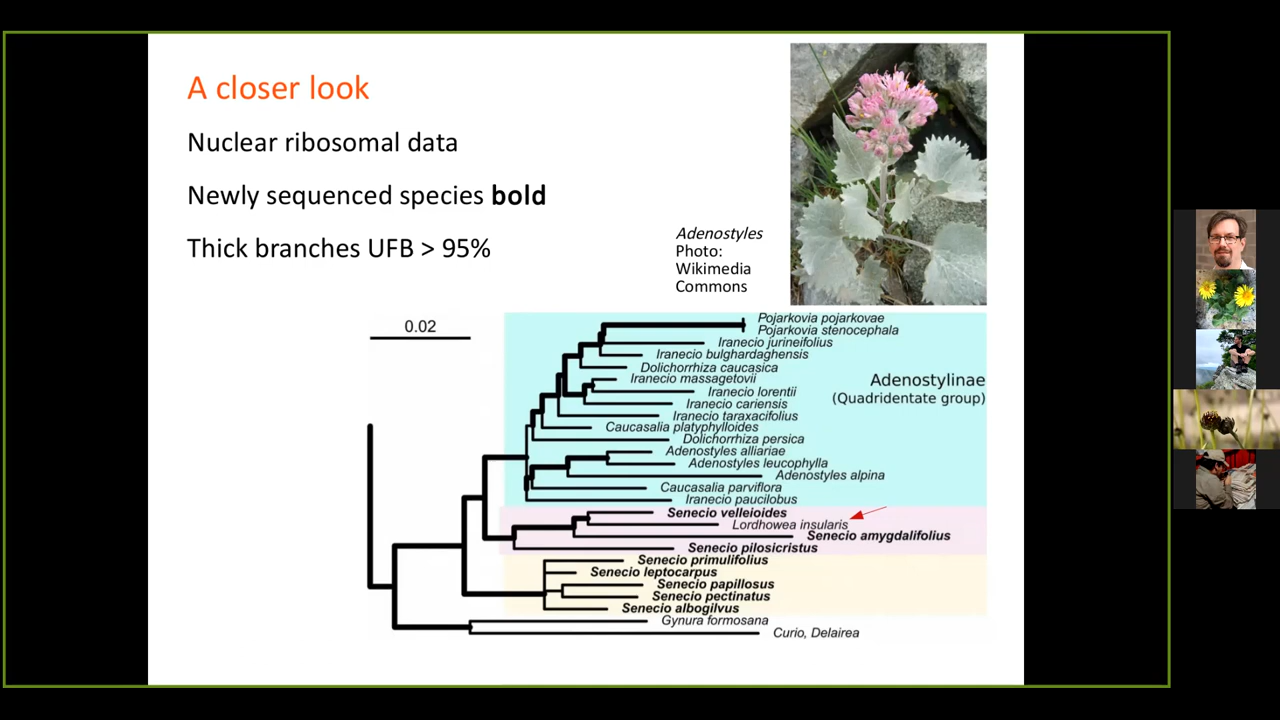 A closer look
Nuclear ribosomal data
Newly sequenced species bold
Thick branches UFB > 95%
Adenostyles
Photo:
Wikimedia
Commons
0.02
Pojarkovia pojarkovae
Pojarkovia stenocephala
Iranecio jurineifolius
Iranecio bulghardaghensis
Dolichorrhiza caucasica
Iranecio massagetovii
Iranecio lorentii
Iranecio cariensis
Iranecio taraxacifolius
Caucasalia platyphylloides
Dolichorrhiza persica
Adenostyles alliariae
Adenostyles leucophylla
Adenostyles alpina
Caucasalia parviflora
Iranecio paucilobus
Adenostylinae
(Quadridentate group)
Senecio velleioides
Lordhowea insularis
Senecio amygdalifolius
Senecio pilosicristus
Senecio primulifolius
Senecio leptocarpus
Senecio papillosus
Senecio pectinatus
Senecio albogilvus
Gynura formosana
Curio, Delairea